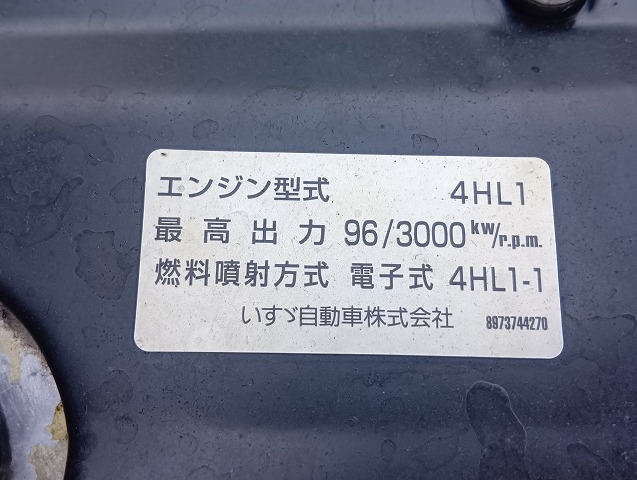 エンジン型式 4HL1
最高出力 96/3000 kw/r.p.m.
燃料噴射方式 電子式 4HL1-1
いすゞ自動車株式会社 8973744270